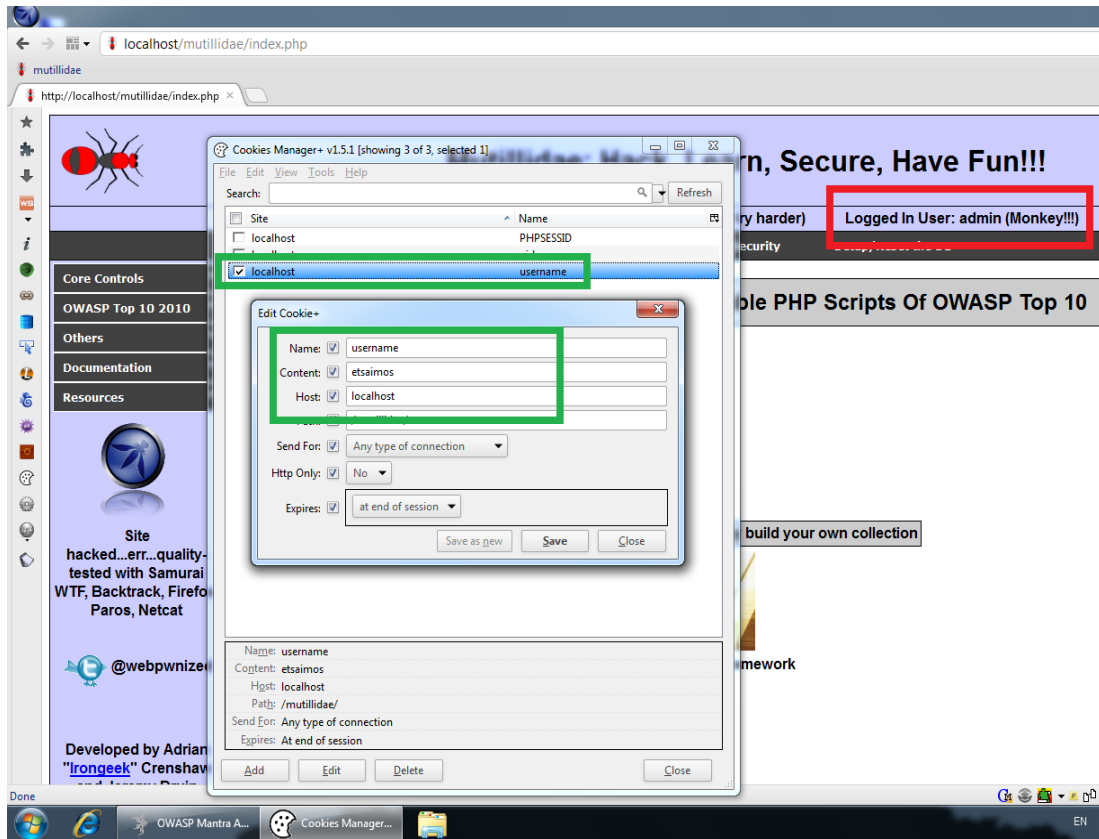 localhost/mutillidae/index.php
mutillidae
http://localhost/mutillidae/index.php
rn, Secure, Have Fun!!!
ry harder)
Logged In User: admin (Monkey!!!)
ecurity
Core Controls
OWASP Top 10 2010
Others
Documentation
Resources
ble PHP Scripts Of OWASP Top 10
Site
hacked...err...quality-
tested with Samurai
WTF, Backtrack, Firefo
Paros, Netcat
@webpwnized
Developed by Adrian
"Irongeek" Crenshaw
build your own collection
mework
Cookies Manager+ v1.5.1 [showing 3 of 3, selected 1]
File Edit View Tools Help
Search:
Refresh
Site Name
localhost PHPSESSID
localhost username
Edit Cookie+
Name: username
Content: etsaimos
Host: localhost
Send For: Any type of connection
Http Only: No
Expires: at end of session
Save as new Save Close
Name: username
Content: etsaimos
Host: localhost
Path: /mutillidae/
Send For: Any type of connection
Expires: At end of session
Add Edit Delete Close
Done
OWASP Mantra A...
Cookies Manager...
EN